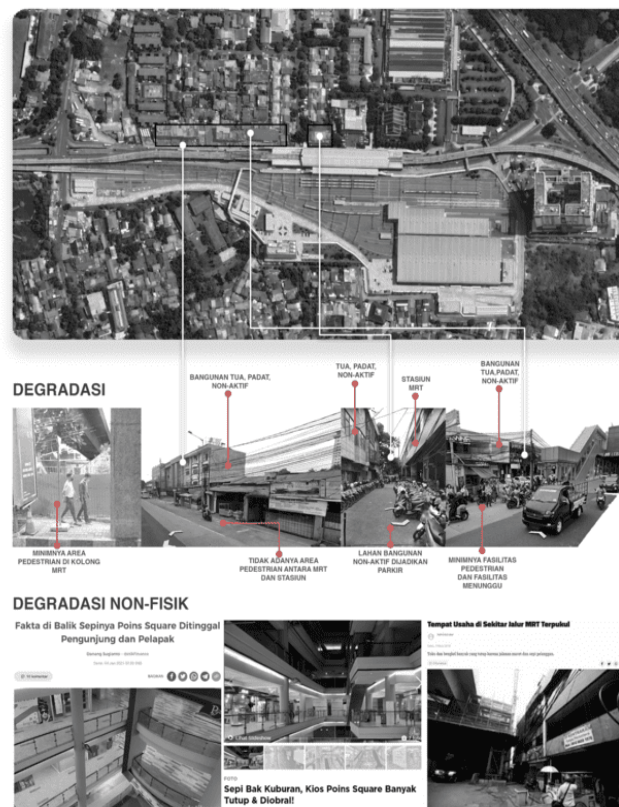 DEGRADASI
BANGUNAN TUA, PADAT,
NON-AKTIF
TUA, PADAT,
NON-AKTIF
STASIUN
MRT
BANGUNAN
TUA,PADAT,
NON-AKTIF
MINIMNYA AREA
PEDESTRIAN DI KOLONG
MRT
TIDAK ADANYA AREA
PEDESTRIAN ANTARA MRT
DAN STASIUN
LAHAN BANGUNAN
NON-AKTIF DIJADIKAN
PARKIR
MINIMNYA FASILITAS
PEDESTRIAN
DAN FASILITAS
MENUNGGU
DEGRADASI NON-FISIK
Fakta di Balik Sepinya Poins Square Ditinggal
Pengunjung dan Pelapak
FOTO
Sepi Bak Kuburan, Kios Poins Square Banyak
Tutup & Diobral!
Tempat Usaha di Sekitar Jalur MRT Terpukul